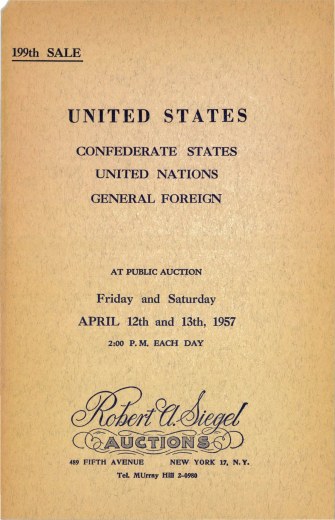 199th SALE
UNITED STATES
CONFEDERATE STATES
UNITED NATIONS
GENERAL FOREIGN
AT PUBLIC AUCTION
Friday and Saturday
APRIL 12th and 13th, 1957
2:00 P. M. EACH DAY
Robert A. Siegel
AUCTIONS
489 FIFTH AVENUE NEW YORK 17, N. Y.
Tel. MUrray Hill 2-0980